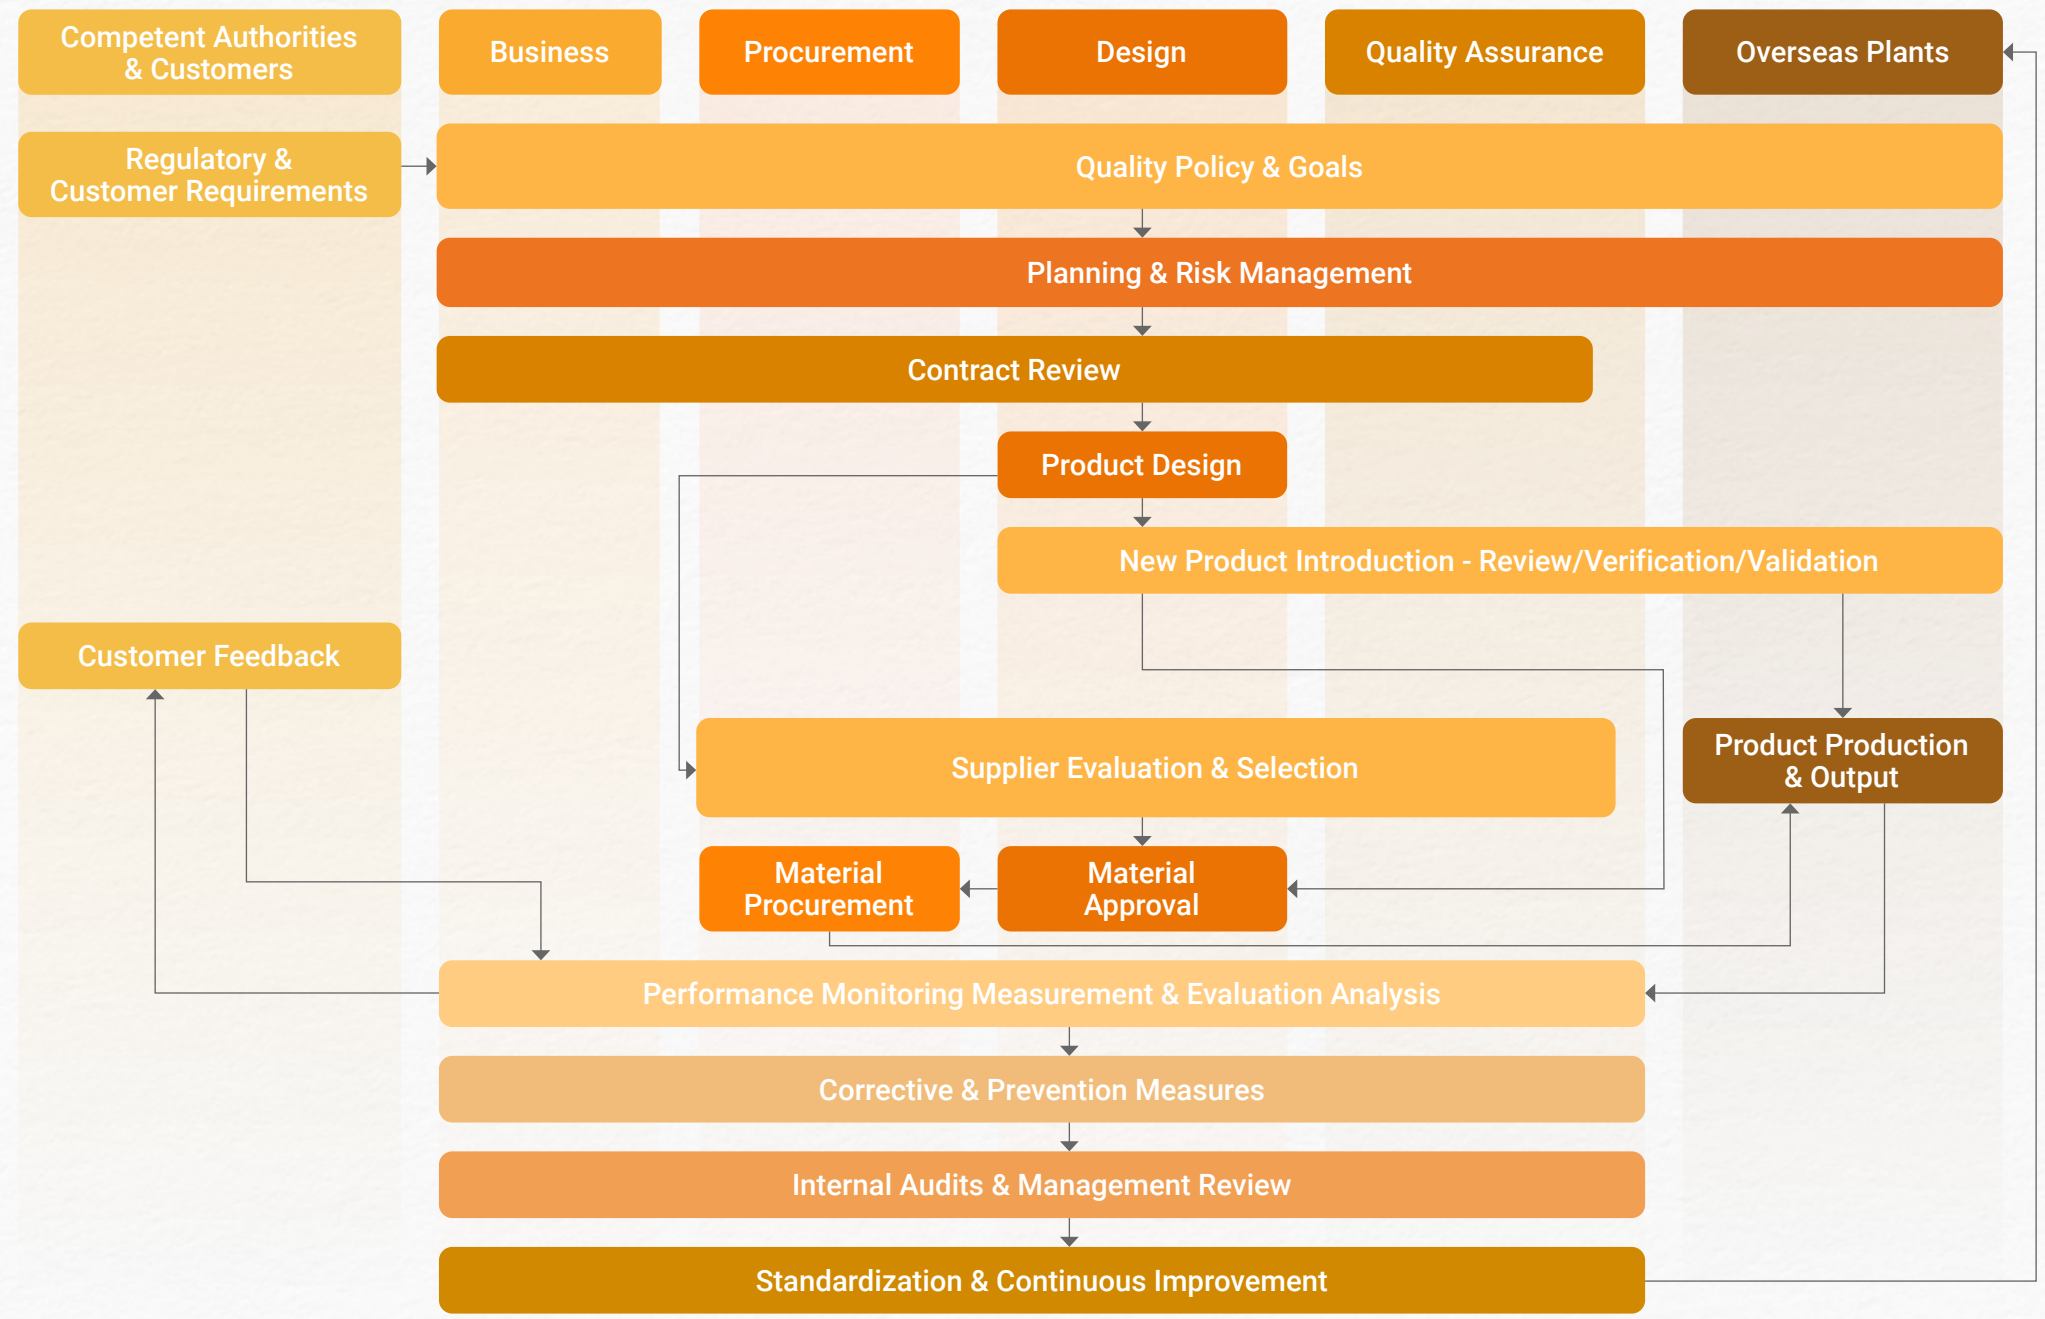 Competent Authorities
& Customers
Business
Procurement
Design
Quality Assurance
Overseas Plants
Regulatory &
Customer Requirements
Quality Policy & Goals
Planning & Risk Management
Contract Review
Product Design
New Product Introduction - Review/Verification/Validation
Customer Feedback
Supplier Evaluation & Selection
Product Production
& Output
Material
Procurement
Material
Approval
Performance Monitoring Measurement & Evaluation Analysis
Corrective & Prevention Measures
Internal Audits & Management Review
Standardization & Continuous Improvement